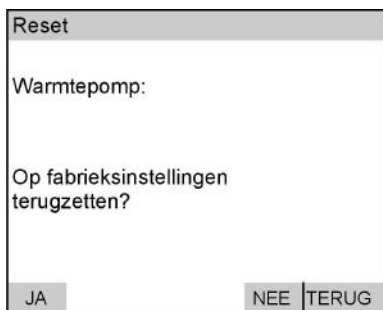 Reset
Warmtepomp:
Op fabrieksinstellingen
terugzetten?
JA NEE TERUG